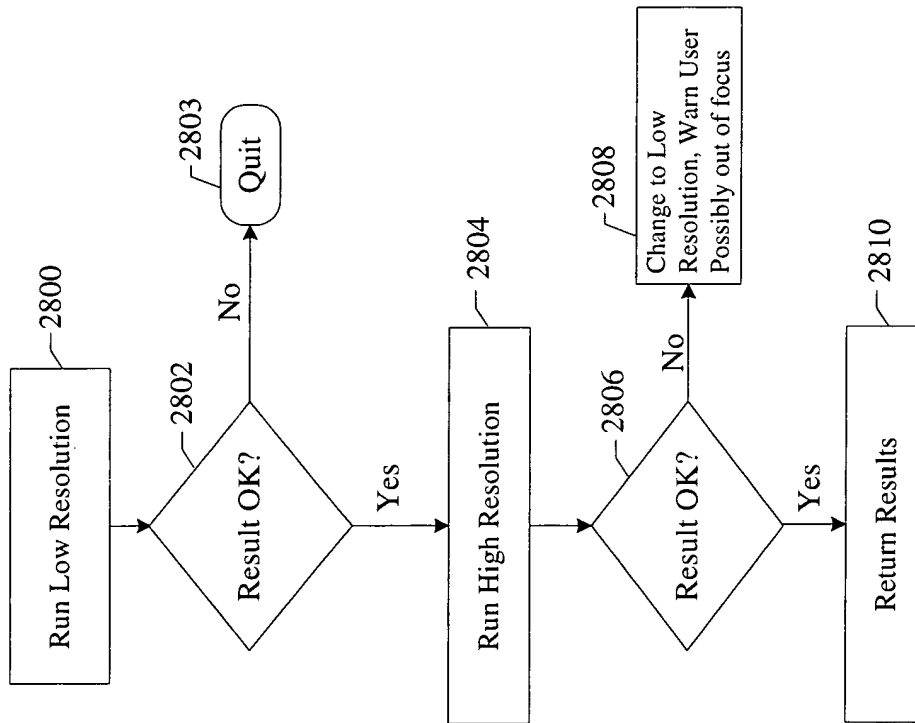 2800
Run Low Resolution
2802
Result OK?
No
2803
Quit
Yes
2804
Run High Resolution
2806
Result OK?
No
2808
Change to Low
Resolution, Warn User
Possibly out of focus
Yes
2810
Return Results